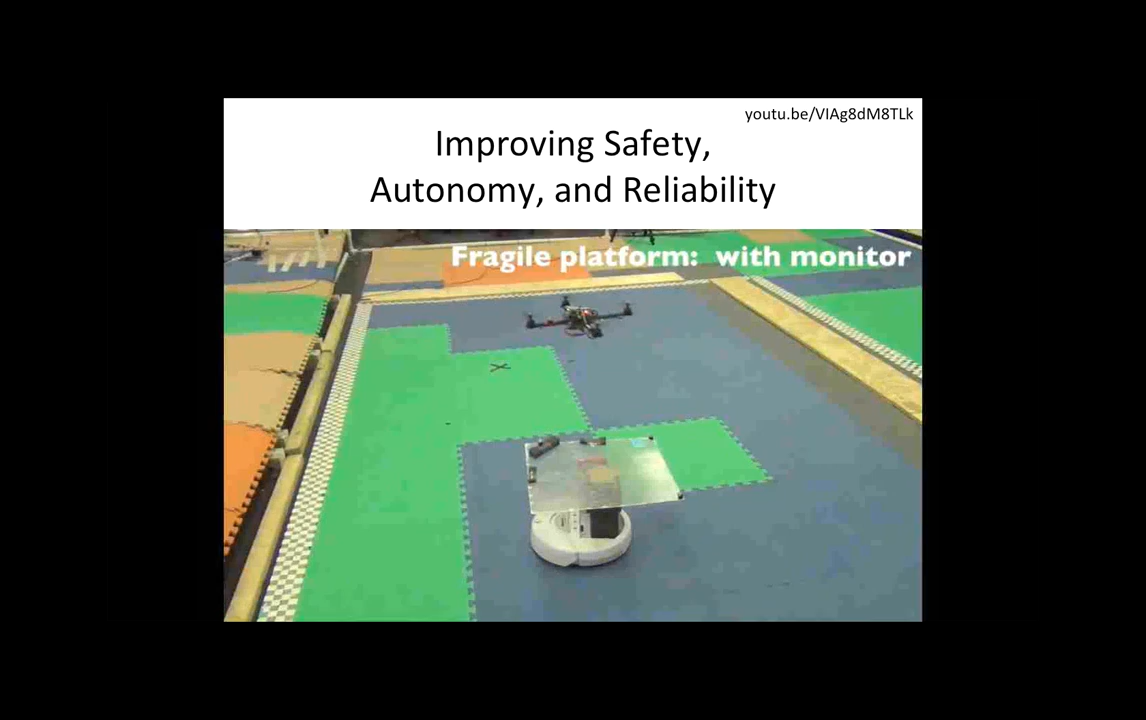 youtu.be/VIAg8dM8TLk
Improving Safety,
Autonomy, and Reliability
Fragile platform: with monitor